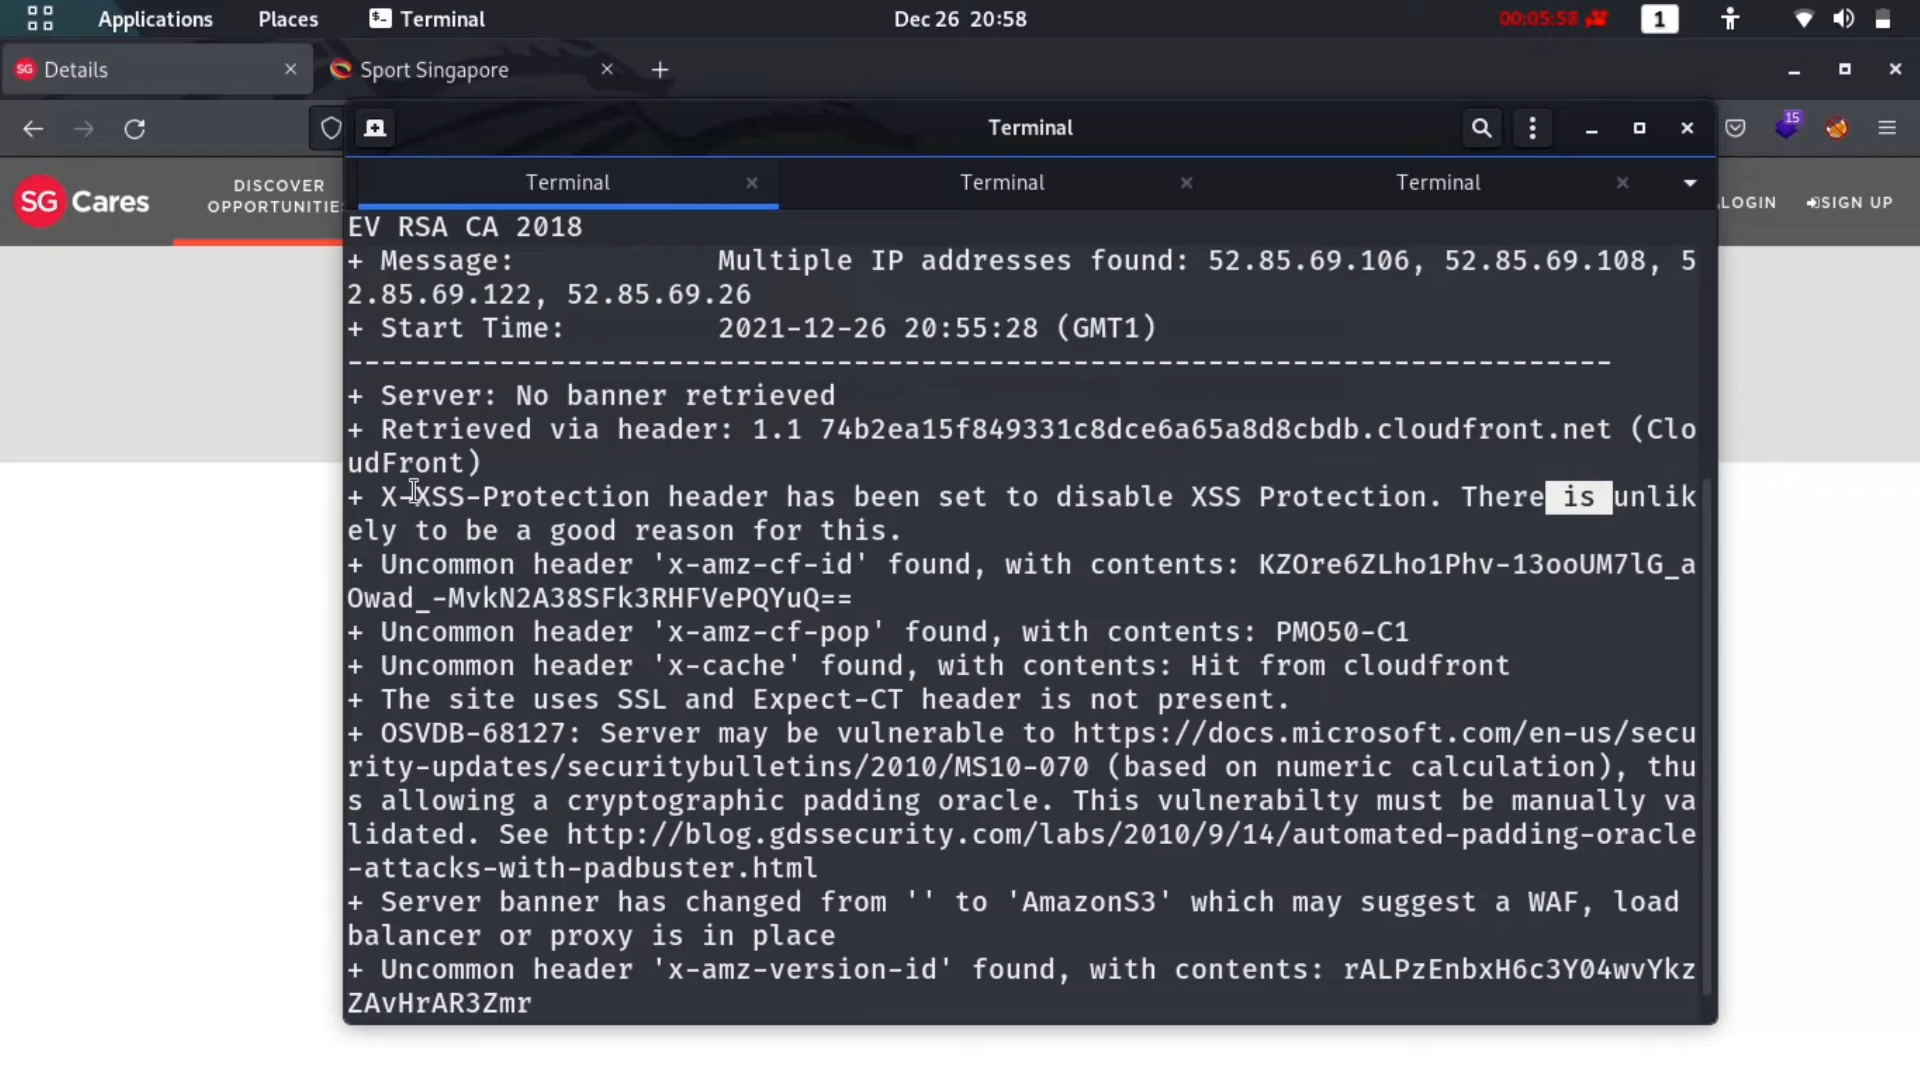 Applications Places Terminal Dec 26 20:58 00:05:58 1
Details Sport Singapore
Terminal
15
SG Cares DISCOVER OPPORTUNITIE LOGIN SIGN UP
Terminal Terminal Terminal
EV RSA CA 2018
+ Message: Multiple IP addresses found: 52.85.69.106, 52.85.69.108, 5
2.85.69.122, 52.85.69.26
+ Start Time: 2021-12-26 20:55:28 (GMT1)
---------------------------------------------------------------------------
+ Server: No banner retrieved
+ Retrieved via header: 1.1 74b2ea15f849331c8dce6a65a8d8cbdb.cloudfront.net (Clo
udFront)
+ X-XSS-Protection header has been set to disable XSS Protection. There is unlik
ely to be a good reason for this.
+ Uncommon header 'x-amz-cf-id' found, with contents: KZOre6ZLho1Phv-13ooUM7lG_a
Owad_-MvkN2A38SFk3RHFVePQYuQ==
+ Uncommon header 'x-amz-cf-pop' found, with contents: PMO50-C1
+ Uncommon header 'x-cache' found, with contents: Hit from cloudfront
+ The site uses SSL and Expect-CT header is not present.
+ OSVDB-68127: Server may be vulnerable to https://docs.microsoft.com/en-us/secu
rity-updates/securitybulletins/2010/MS10-070 (based on numeric calculation), thu
s allowing a cryptographic padding oracle. This vulnerabilty must be manually va
lidated. See http://blog.gdssecurity.com/labs/2010/9/14/automated-padding-oracle
-attacks-with-padbuster.html
+ Server banner has changed from '' to 'AmazonS3' which may suggest a WAF, load
balancer or proxy is in place
+ Uncommon header 'x-amz-version-id' found, with contents: rALPzEnbxH6c3Y04wvYkz
ZAvHrAR3Zmr